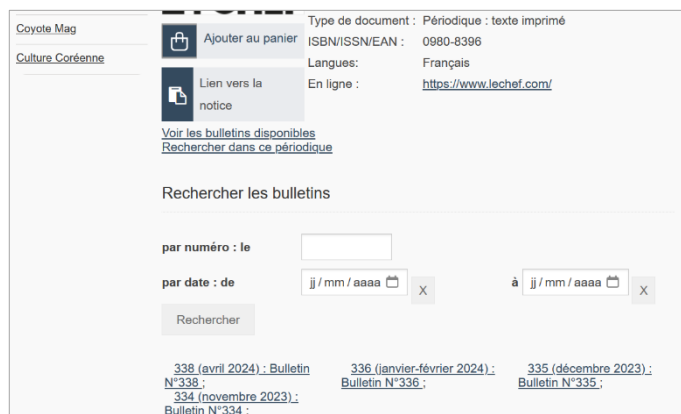 Coyote Mag
Culture Coréenne
Ajouter au panier
Lien vers la
notice
Type de document : Périodique : texte imprimé
ISBN/ISSN/EAN : 0980-8396
Langues: Français
En ligne : https://www.lechef.com/
Voir les bulletins disponibles
Rechercher dans ce périodique
Rechercher les bulletins
par numéro : le
par date : de jj/mm/aaaa X à jj/mm/aaaa X
Rechercher
338 (avril 2024) : Bulletin
N°338 ;
336 (janvier-février 2024) :
Bulletin N°336 ;
335 (décembre 2023) :
Bulletin N°335 ;
334 (novembre 2023) :
Bulletin N°334 ;